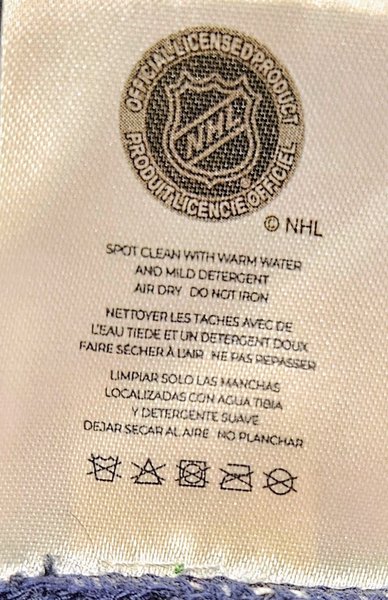 OFFICIAL LICENSED PRODUCT
NHL
®
PRODUIT LICENCIE OFFICIEL
© NHL
SPOT CLEAN WITH WARM WATER
AND MILD DETERGENT
AIR DRY DO NOT IRON
NETTOYER LES TACHES AVEC DE
L'EAU TIEDE ET UN DETERGENT DOUX
FAIRE SÉCHER À L'AIR NE PAS REPASSER
LIMPIAR SOLO LAS MANCHAS
LOCALIZADAS CON AGUA TIBIA
Y DETERGENTE SUAVE
DEJAR SECAR AL AIRE NO PLANCHAR